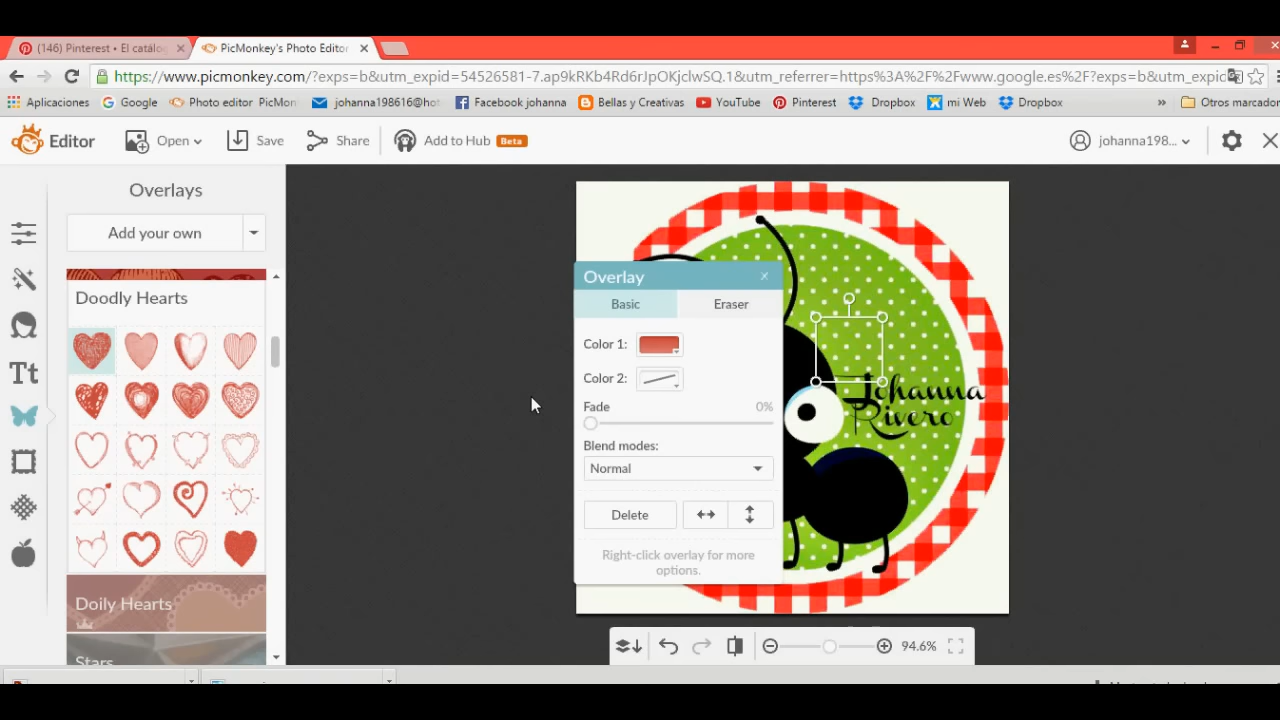 (146) Pinterest • El catálog
PicMonkey's Photo Editor
https://www.picmonkey.com/?exps=b&utm_expid=54526581-7.ap9kRKb4Rd6rJpOKjclwSQ.1&utm_referrer=https%3A%2F%2Fwww.google.es%2F?exps=b&utm_expid
Aplicaciones
Google
Photo editor PicMon
johanna198616@hot
Facebook johanna
Bellas y Creativas
YouTube
Pinterest
Dropbox
mi Web
Dropbox
»
Otros marcador
Editor
Open
Save
Share
Add to Hub
Beta
johanna198...
Overlays
Add your own
Doodly Hearts
Doily Hearts
Stars
Tt
Overlay
Basic
Eraser
Color 1:
Color 2:
Fade
0%
Blend modes:
Normal
Delete
Right-click overlay for more
options.
Johanna
Rivero
94.6%